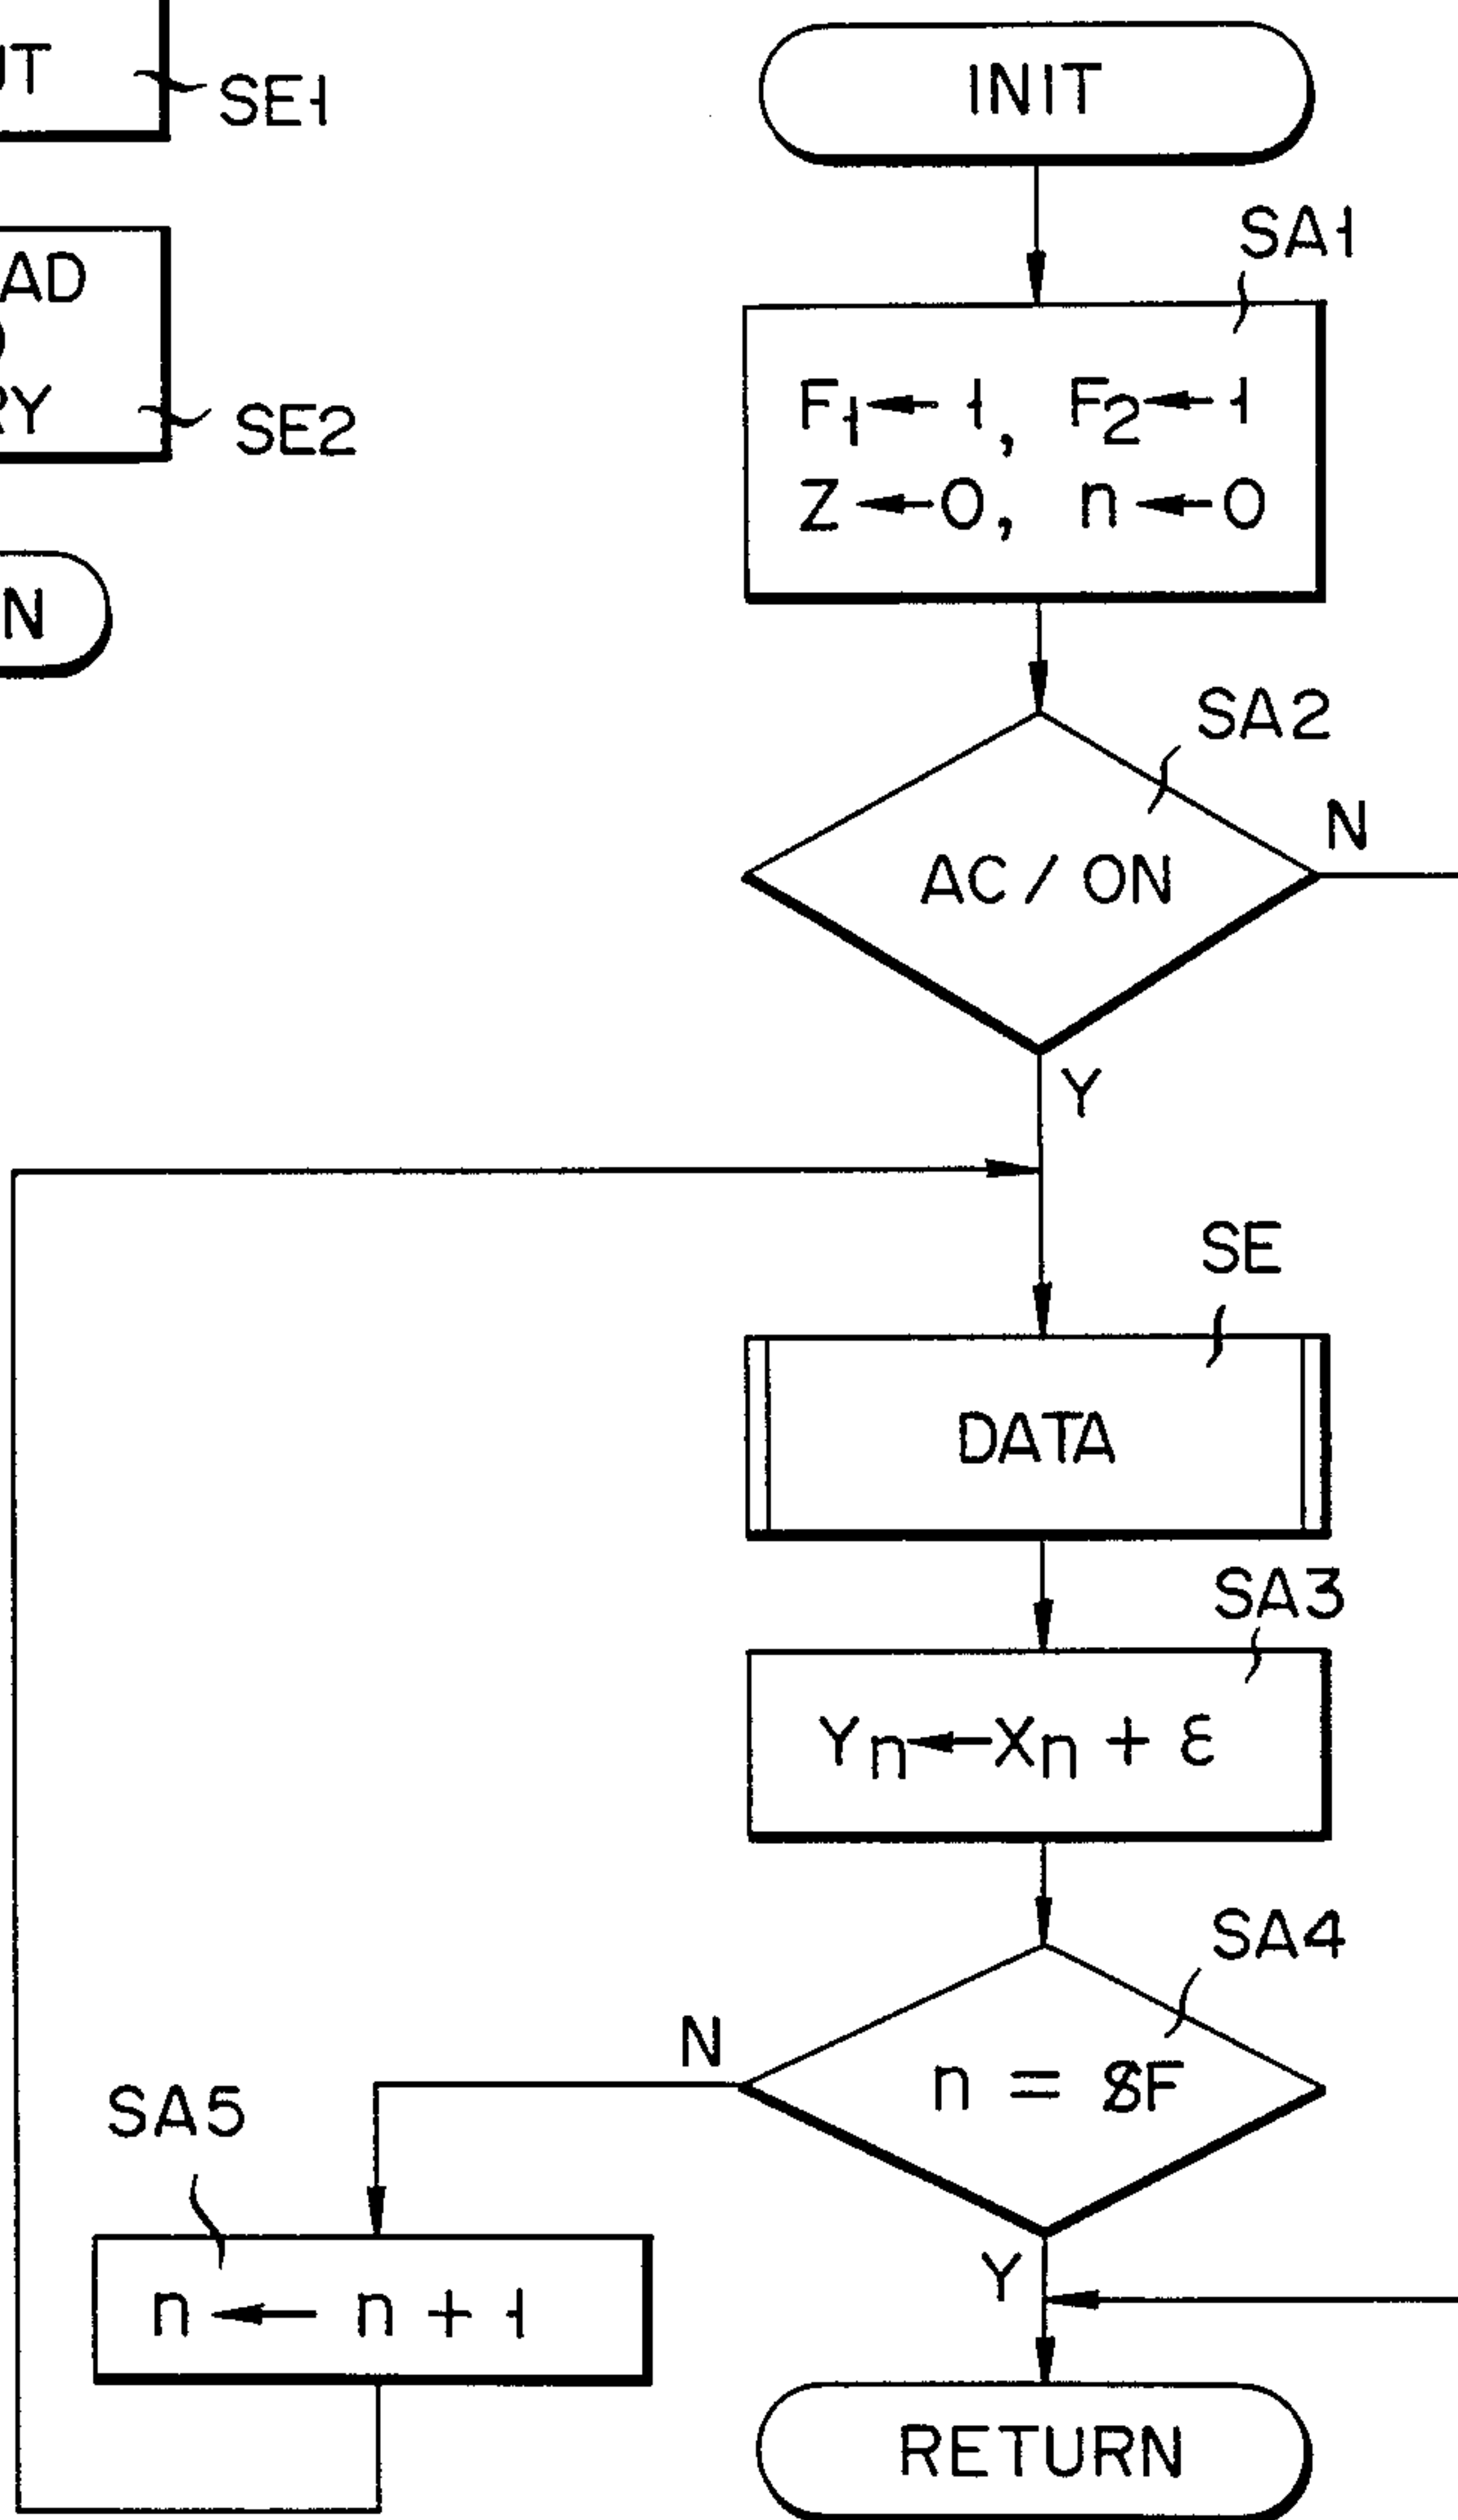 SE1
SE2
INIT
SA1
F₁←1, F₂←1
Z←0, n←0
SA2
AC/ON
N
Y
SE
DATA
SA3
Yn←Xn + ε
SA4
N
n =
SA5
n ← n + 1
Y
RETURN